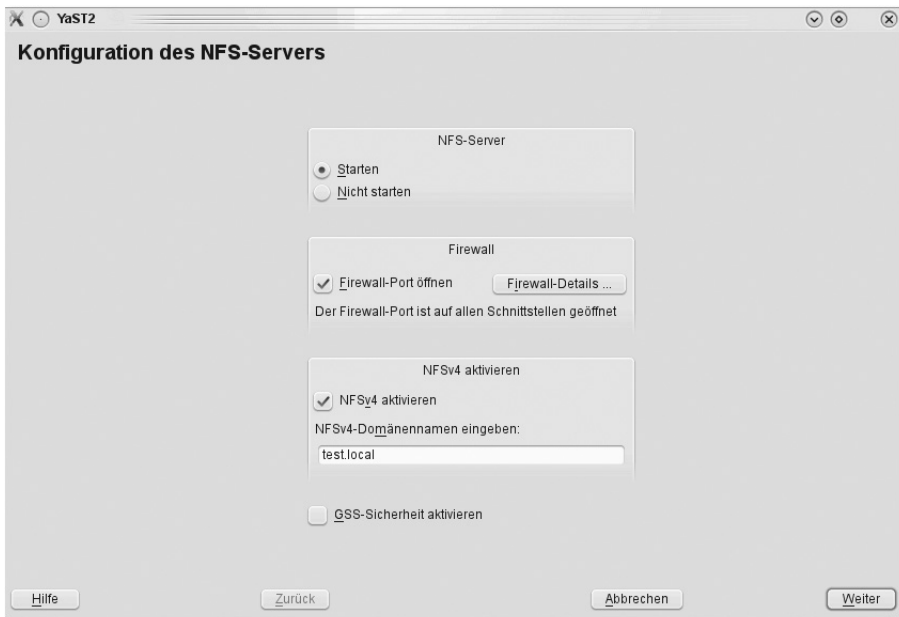 YaST2
Konfiguration des NFS-Servers
NFS-Server
Starten
Nicht starten
Firewall
Firewall-Port öffnen
Firewall-Details ...
Der Firewall-Port ist auf allen Schnittstellen geöffnet
NFSv4 aktivieren
NFSv4 aktivieren
NFSv4-Domänennamen eingeben:
test.local
GSS-Sicherheit aktivieren
Hilfe
Zurück
Abbrechen
Weiter